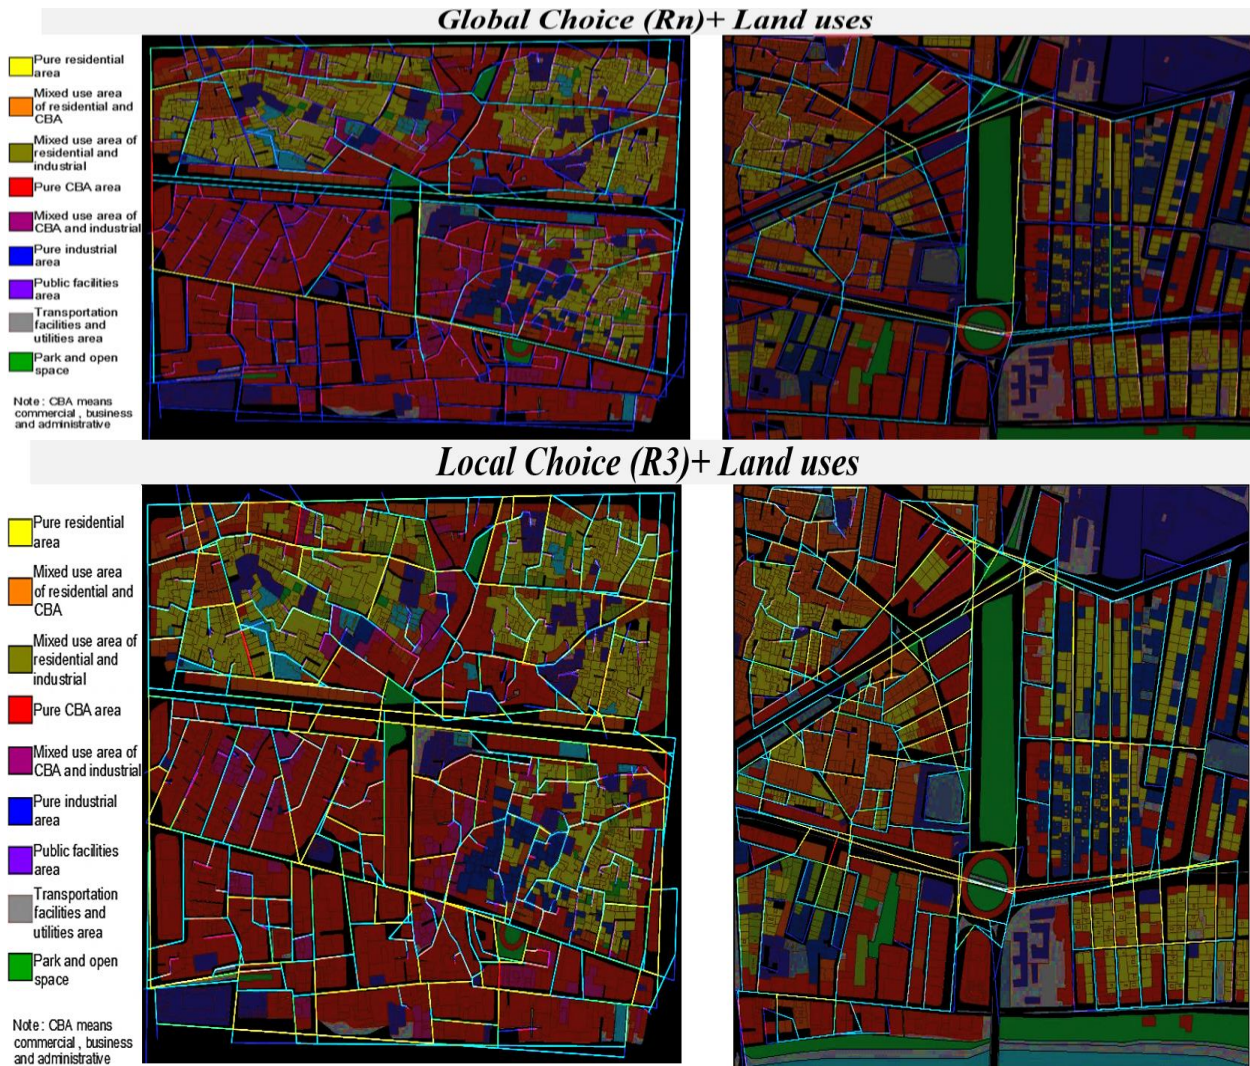 Global Choice (Rn)+ Land uses
Pure residential
area
Mixed use area
of residential and
CBA
Mixed use area of
residential and
industrial
Pure CBA area
Mixed use area of
CBA and industrial
Pure industrial
area
Public facilities
area
Transportation
facilities and
utilities area
Park and open
space
Note : CBA means
commercial , business
and administrative
Local Choice (R3)+ Land uses
Pure residential
area
Mixed use area
of residential and
CBA
Mixed use area of
residential and
industrial
Pure CBA area
Mixed use area of
CBA and industrial
Pure industrial
area
Public facilities
area
Transportation
facilities and
utilities area
Park and open
space
Note : CBA means
commercial , business
and administrative